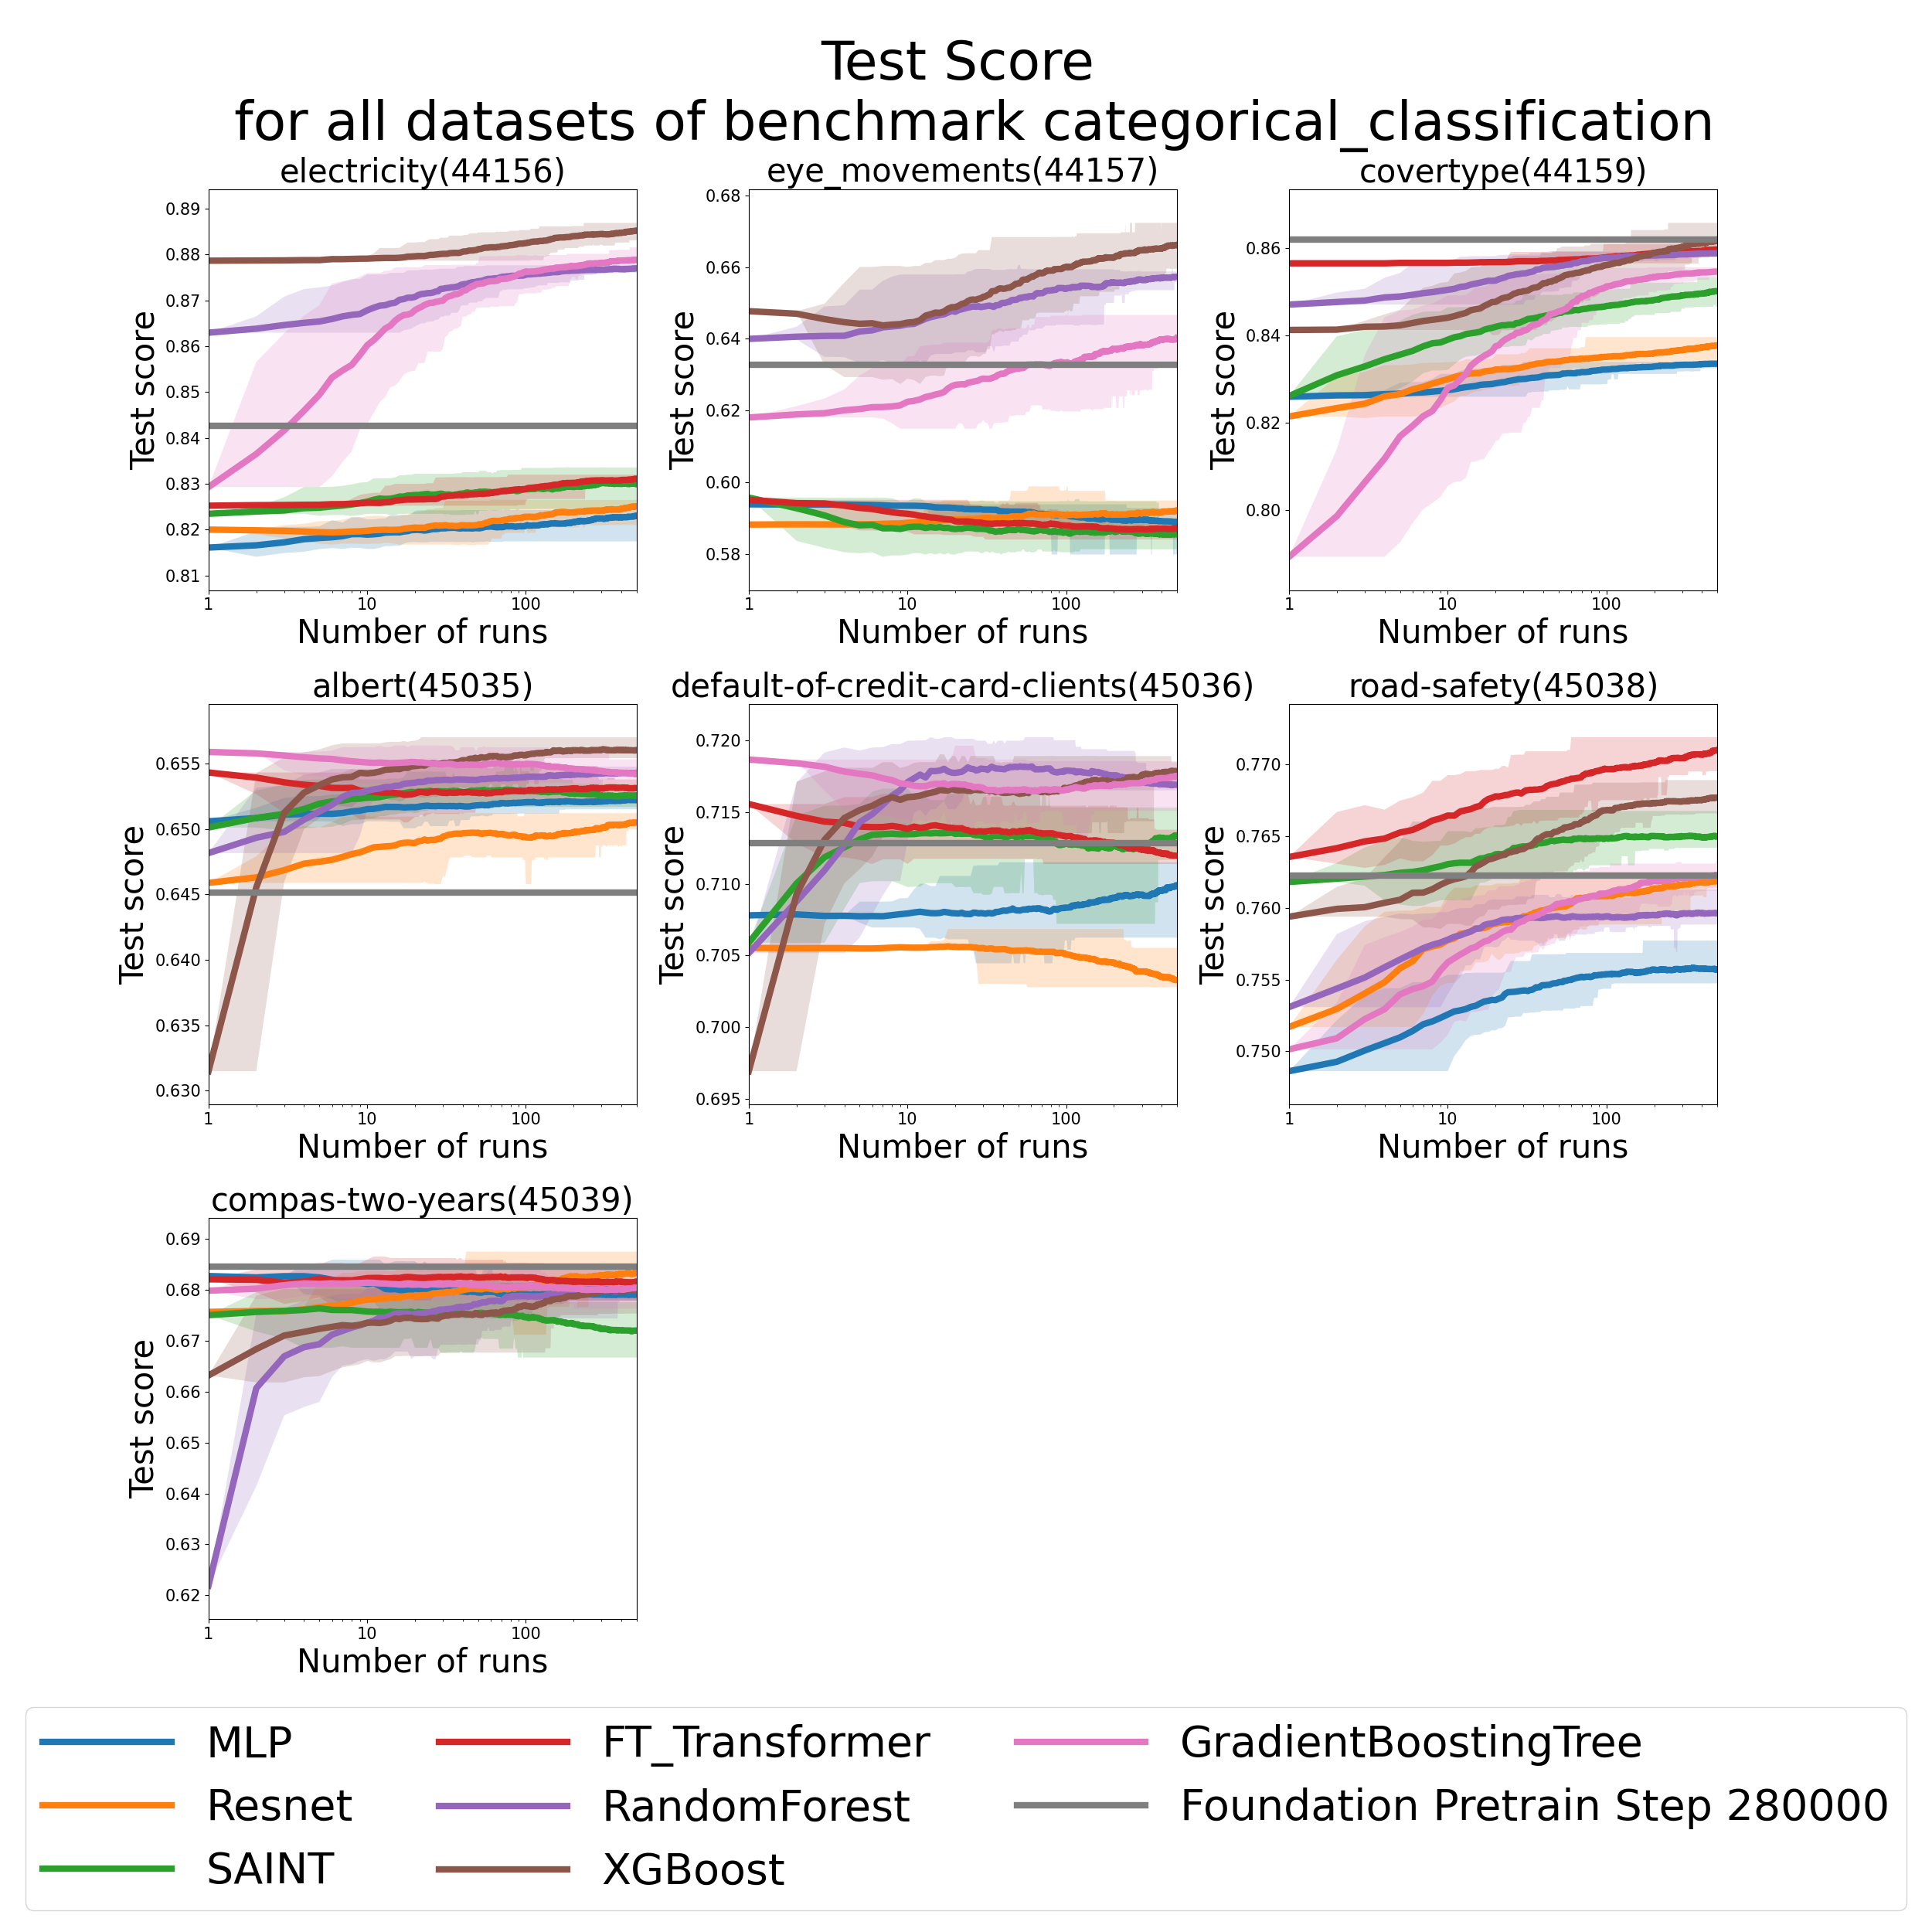 Test Score
for all datasets of benchmark categorical_classification
electricity(44156)
eye_movements(44157)
covertype(44159)
Test score
0.89
0.88
0.87
0.86
0.85
0.84
0.83
0.82
0.81
1
10
100
Number of runs
Test score
0.68
0.66
0.64
0.62
0.60
0.58
1
10
100
Number of runs
Test score
0.86
0.84
0.82
0.80
1
10
100
Number of runs
albert(45035)
default-of-credit-card-clients(45036)
road-safety(45038)
Test score
0.655
0.650
0.645
0.640
0.635
0.630
1
10
100
Number of runs
Test score
0.720
0.715
0.710
0.705
0.700
0.695
1
10
100
Number of runs
Test score
0.770
0.765
0.760
0.755
0.750
1
10
100
Number of runs
compas-two-years(45039)
Test score
0.69
0.68
0.67
0.66
0.65
0.64
0.63
0.62
1
10
100
Number of runs
MLP
Resnet
SAINT
FT_Transformer
RandomForest
XGBoost
GradientBoostingTree
Foundation Pretrain Step 280000